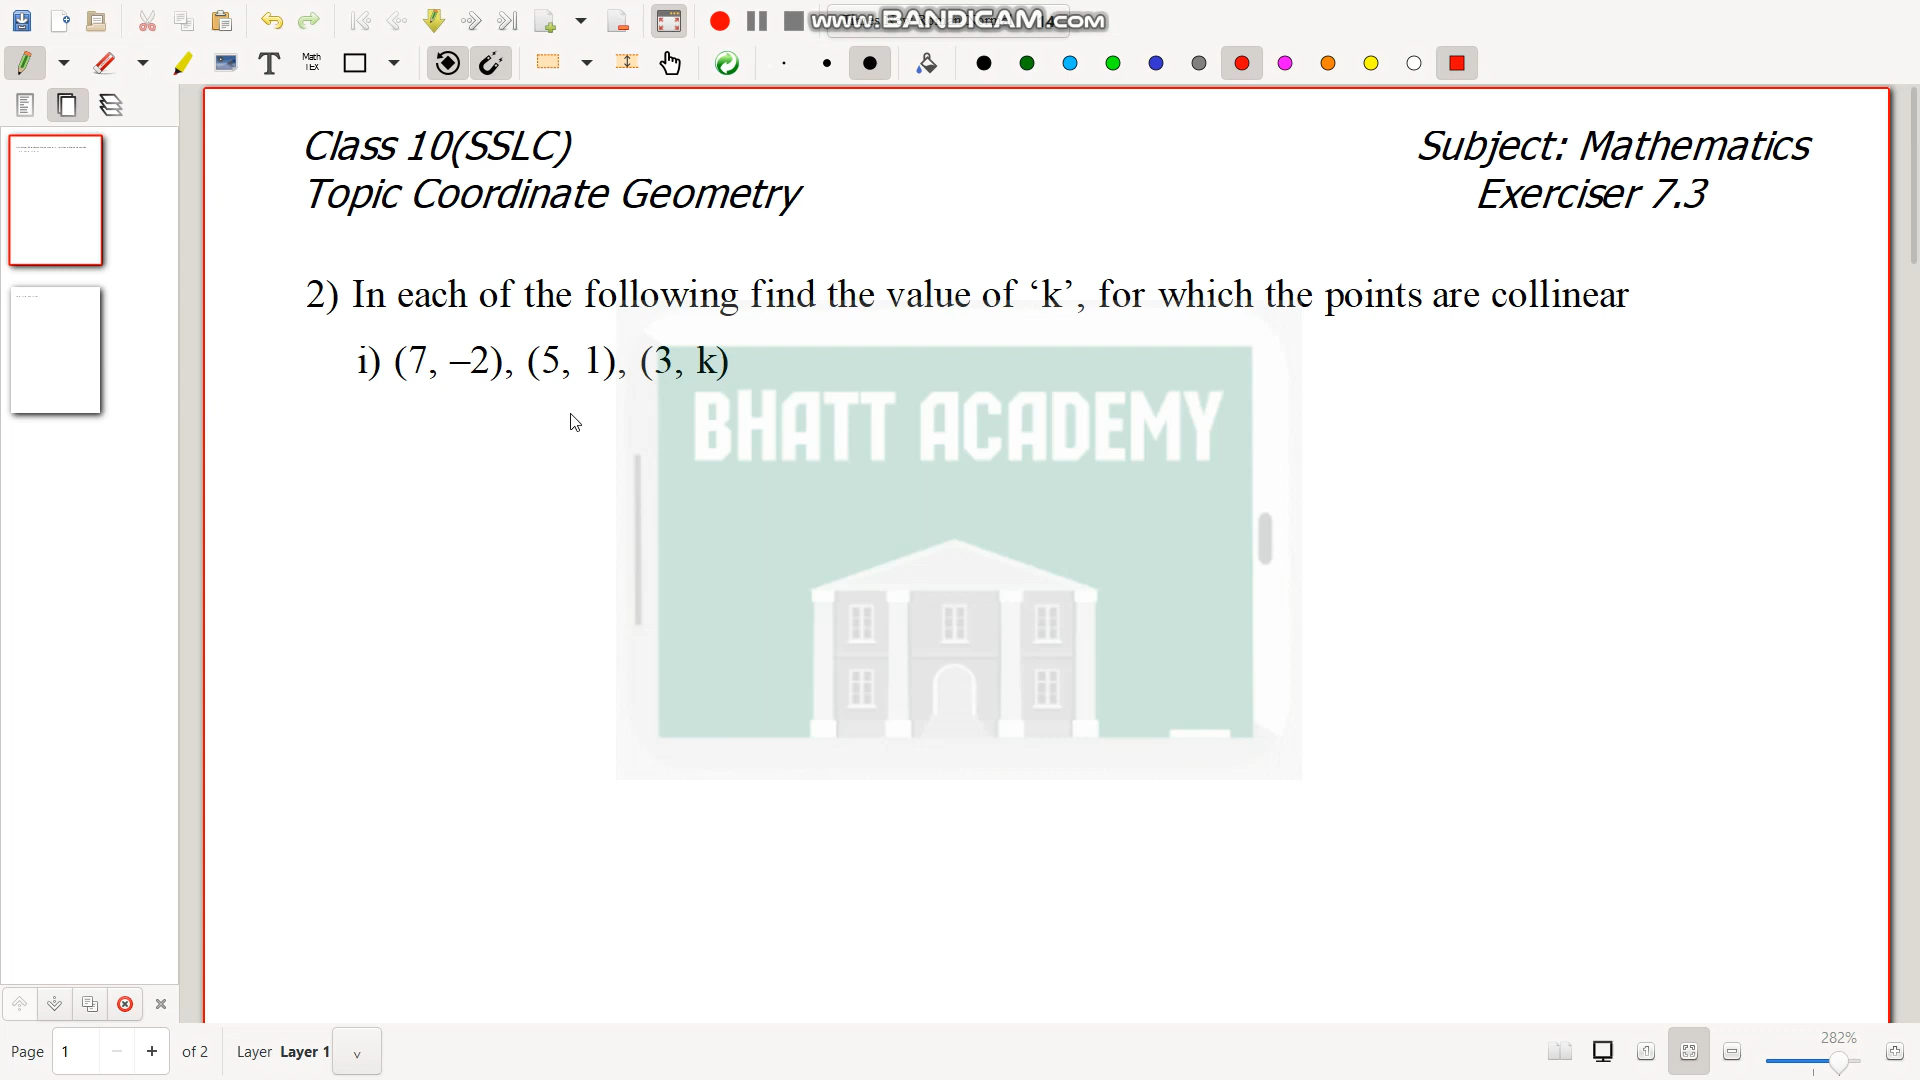 www.BANDICAM.com
Math
TEX
Class 10(SSLC)
Subject: Mathematics
Topic Coordinate Geometry
Exerciser 7.3
2) In each of the following find the value of ‘k’, for which the points are collinear
i) (7, –2), (5, 1), (3, k)
BHATT ACADEMY
Page 1 of 2 Layer Layer 1
282%